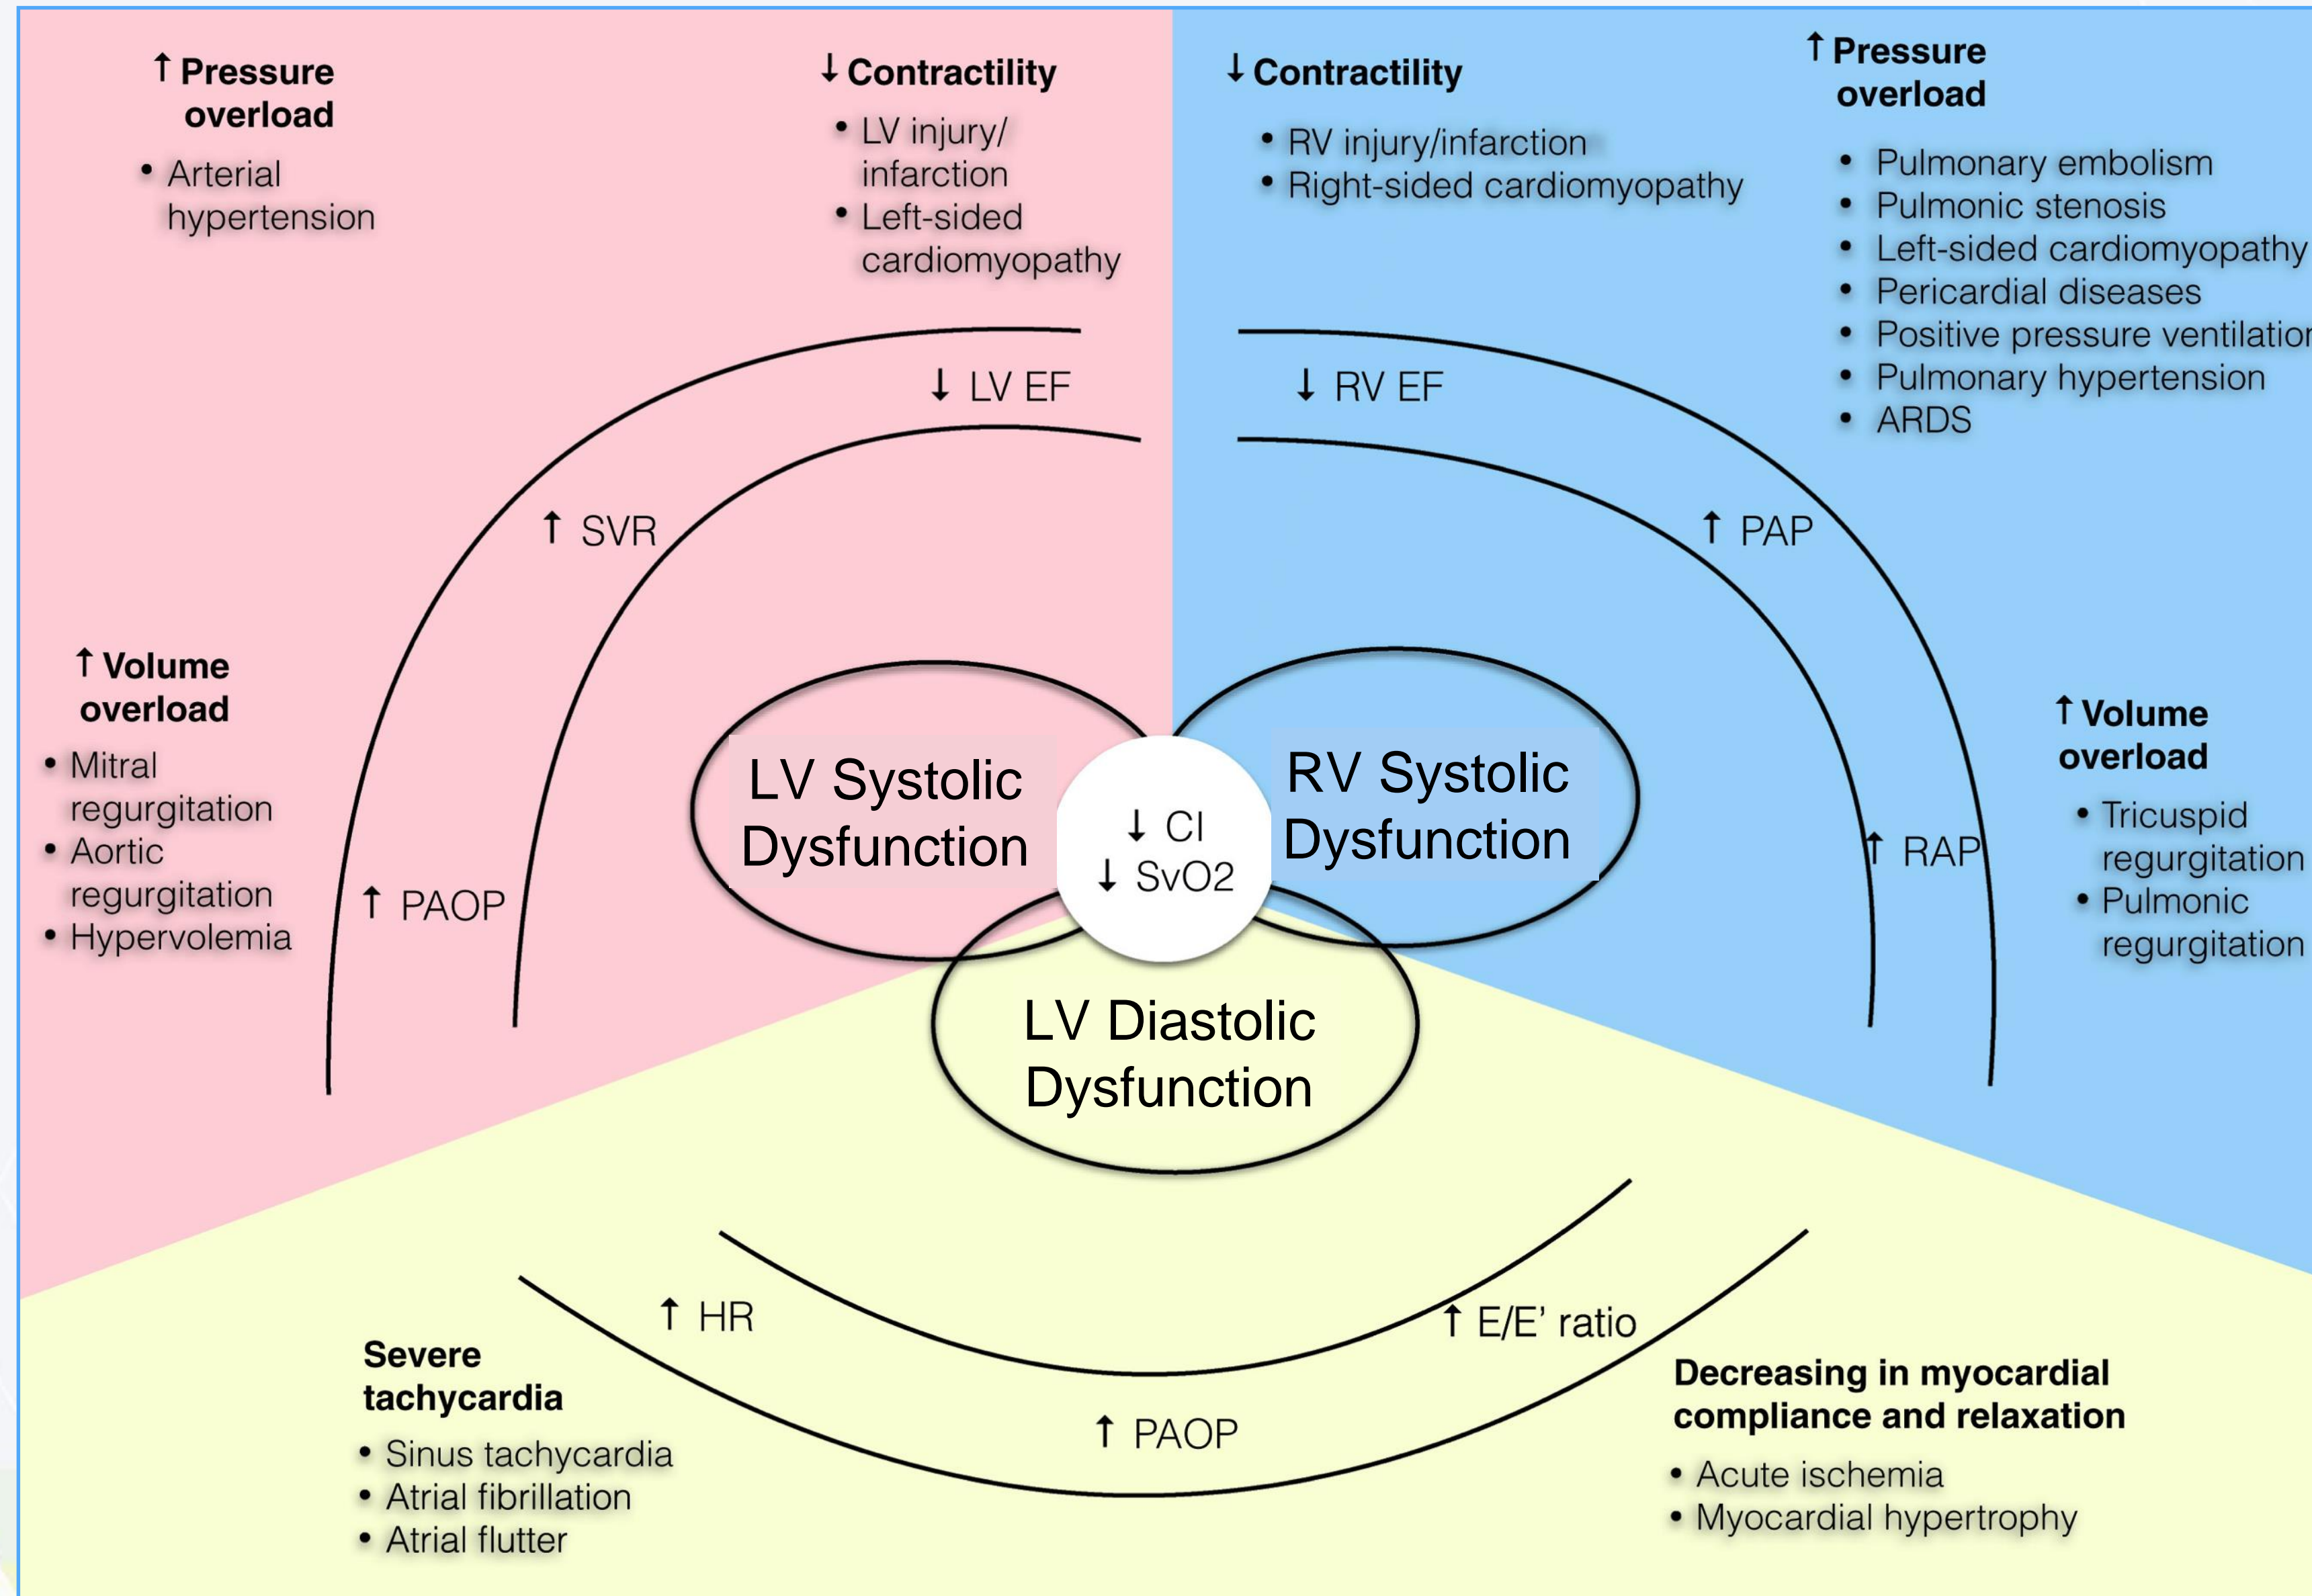 ↑ Pressure
overload
• Arterial
hypertension
↓ Contractility
• LV injury/
infarction
• Left-sided
cardiomyopathy
↓ LV EF
↑ SVR
↑ Volume
overload
• Mitral
regurgitation
• Aortic
regurgitation
• Hypervolemia
↑ PAOP
LV Systolic
Dysfunction
↓ Contractility
• RV injury/infarction
• Right-sided cardiomyopathy
↑ Pressure
overload
• Pulmonary embolism
• Pulmonic stenosis
• Left-sided cardiomyopathy
• Pericardial diseases
• Positive pressure ventilation
• Pulmonary hypertension
• ARDS
↓ RV EF
↑ PAP
↑ RAP
↑ Volume
overload
• Tricuspid
regurgitation
• Pulmonic
regurgitation
RV Systolic
Dysfunction
↓ CI
↓ SvO2
LV Diastolic
Dysfunction
↑ HR
↑ PAOP
↑ E/E’ ratio
Severe
tachycardia
• Sinus tachycardia
• Atrial fibrillation
• Atrial flutter
Decreasing in myocardial
compliance and relaxation
• Acute ischemia
• Myocardial hypertrophy